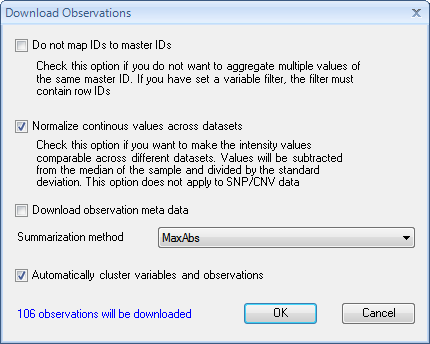 Download Observations
Do not map IDs to master IDs
Check this option if you do not want to aggregate multiple values of
the same master ID. If you have set a variable filter, the filter must
contain row IDs
Normalize continous values across datasets
Check this option if you want to make the intensity values
comparable across different datasets. Values will be subtracted
from the median of the sample and divided by the standard
deviation. This option does not apply to SNP/CNV data
Download observation meta data
Summarization method
MaxAbs
Automatically cluster variables and observations
106 observations will be downloaded
OK
Cancel